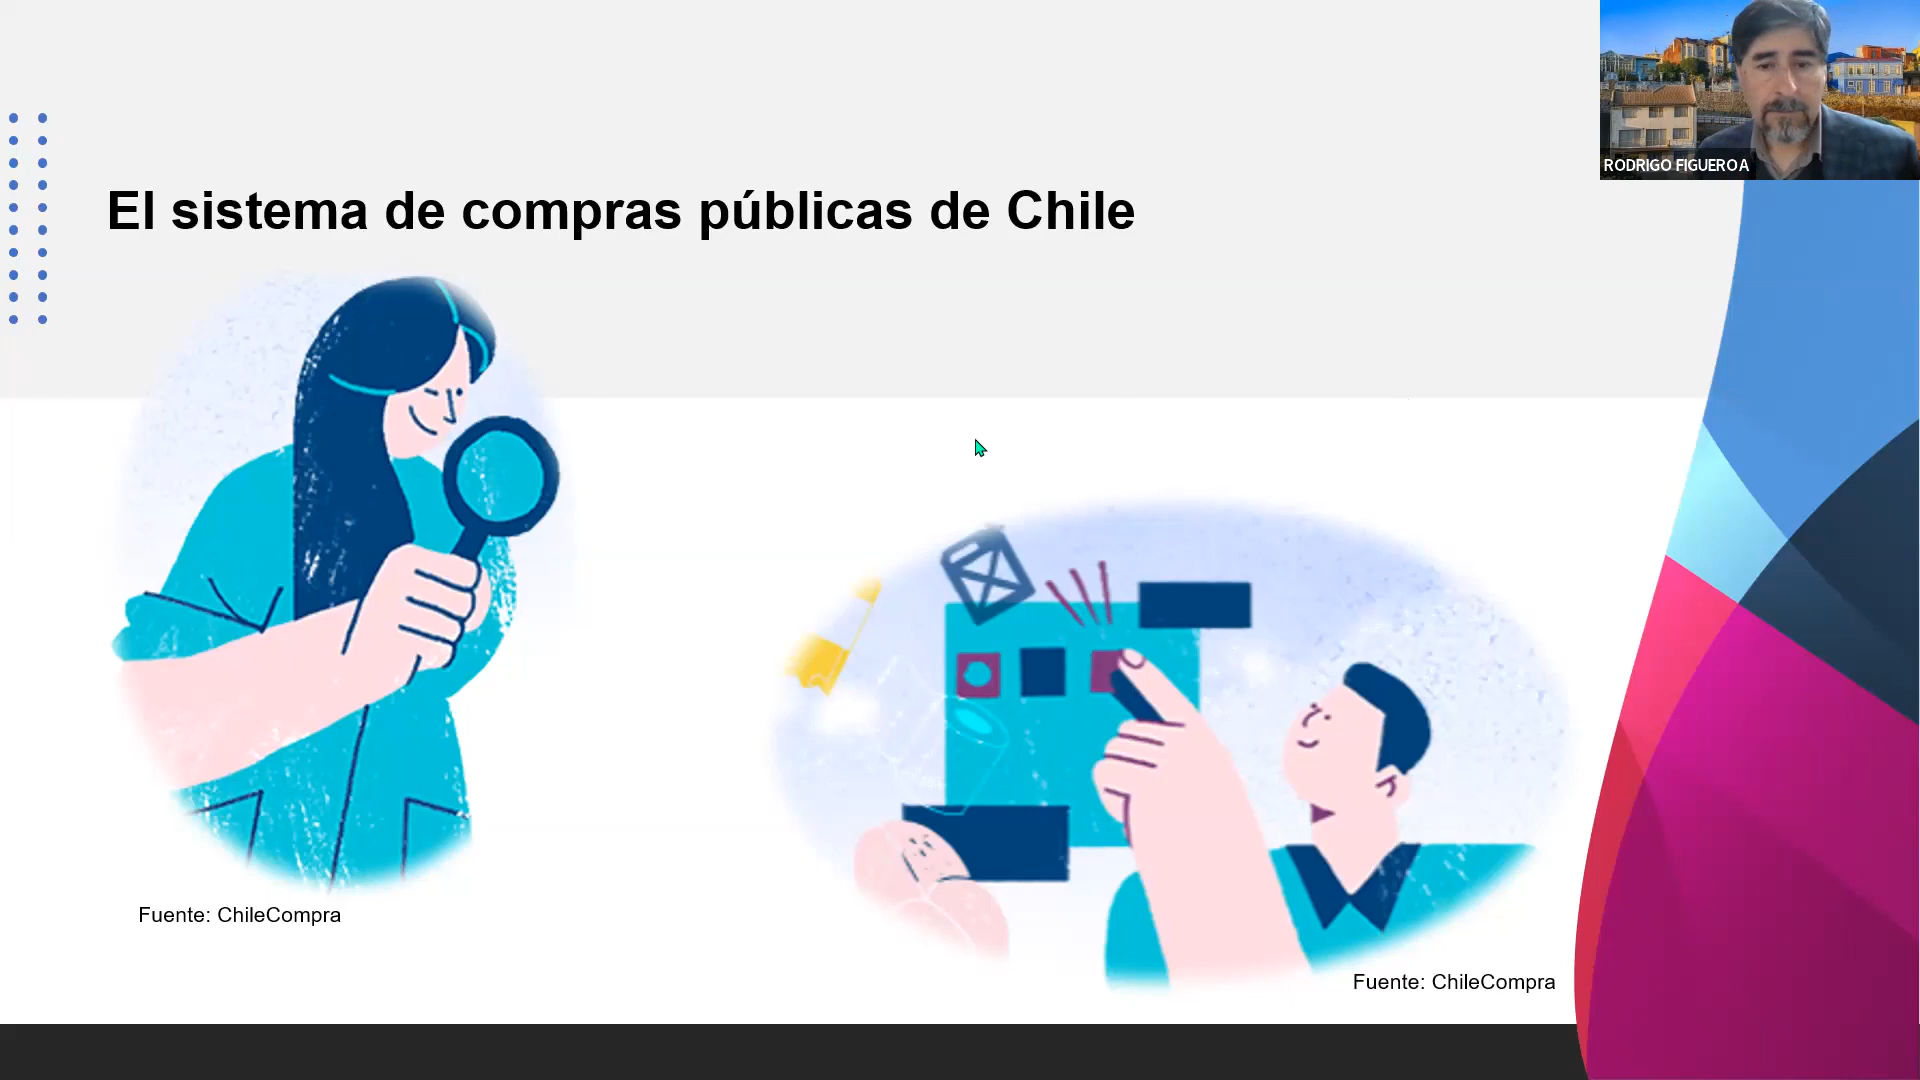 RODRIGO FIGUEROA
El sistema de compras públicas de Chile
Fuente: ChileCompra
Fuente: ChileCompra